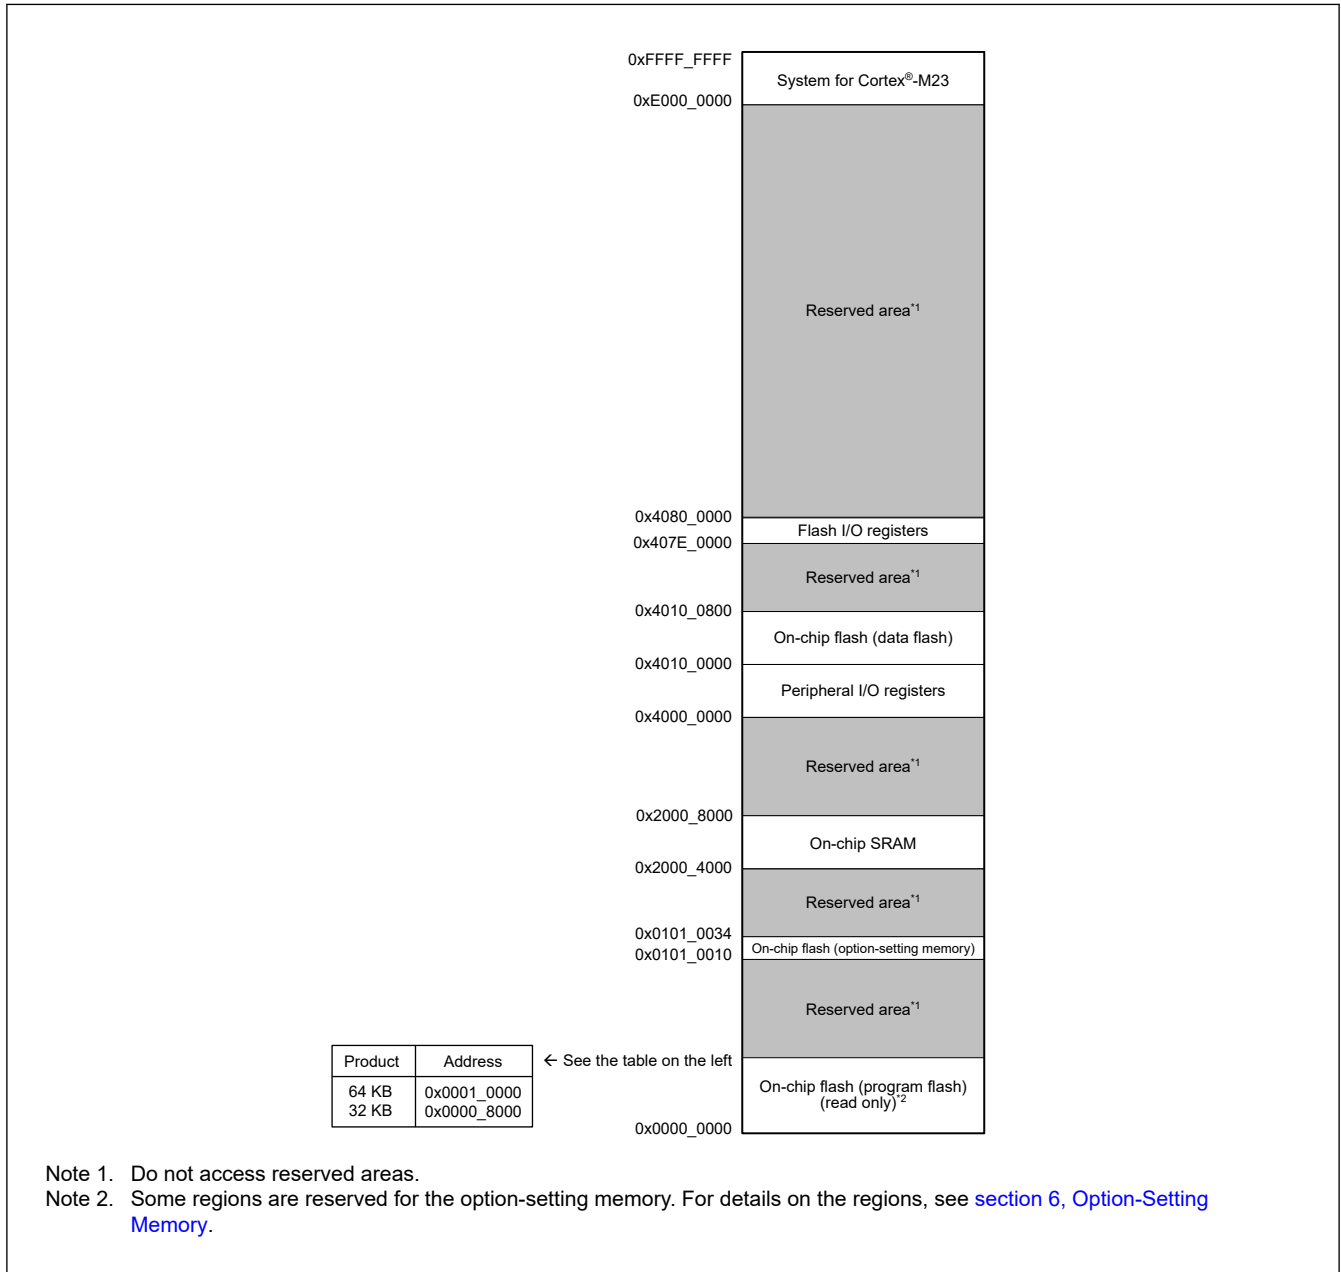 0xFFFF_FFFF
System for Cortex®-M23
0xE000_0000
Reserved area*1
0x4080_0000
Flash I/O registers
0x407E_0000
Reserved area*1
0x4010_0800
On-chip flash (data flash)
0x4010_0000
Peripheral I/O registers
0x4000_0000
Reserved area*1
0x2000_8000
On-chip SRAM
0x2000_4000
Reserved area*1
0x0101_0034
On-chip flash (option-setting memory)
0x0101_0010
Reserved area*1
Product Address ← See the table on the left
64 KB 0x0001_0000
32 KB 0x0000_8000
On-chip flash (program flash)
(read only)*2
0x0000_0000
Note 1. Do not access reserved areas.
Note 2. Some regions are reserved for the option-setting memory. For details on the regions, see section 6, Option-Setting
Memory.